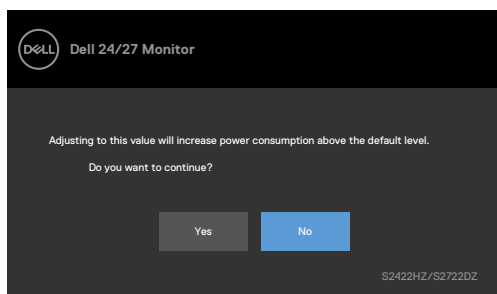 DELL Dell 24/27 Monitor
Adjusting to this value will increase power consumption above the default level.
Do you want to continue?
Yes No
S2422HZ/S2722DZ